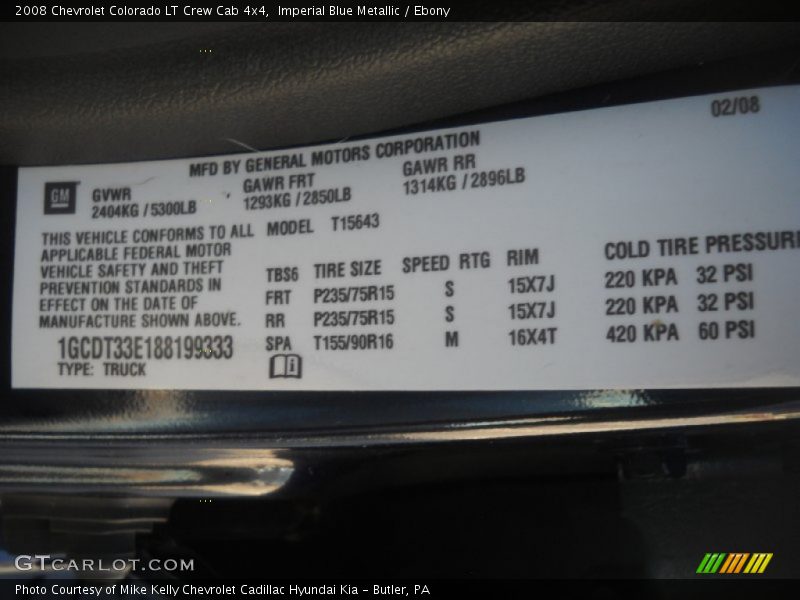 2008 Chevrolet Colorado LT Crew Cab 4x4,  Imperial Blue Metallic / Ebony
02/08
MFD BY GENERAL MOTORS CORPORATION
GM
GVWR
2404KG / 5300LB
GAWR FRT
1293KG / 2850LB
GAWR RR
1314KG / 2896LB
THIS VEHICLE CONFORMS TO ALL
APPLICABLE FEDERAL MOTOR
VEHICLE SAFETY AND THEFT
PREVENTION STANDARDS IN
EFFECT ON THE DATE OF
MANUFACTURE SHOWN ABOVE.
1GCDT33E188199333
TYPE: TRUCK
MODEL T15643
TBS6 TIRE SIZE SPEED RTG RIM COLD TIRE PRESSURE
FRT P235/75R15 S 15X7J 220 KPA 32 PSI
RR P235/75R15 S 15X7J 220 KPA 32 PSI
SPA T155/90R16 M 16X4T 420 KPA 60 PSI
GTCARLOT.COM
Photo Courtesy of Mike Kelly Chevrolet Cadillac Hyundai Kia – Butler, PA